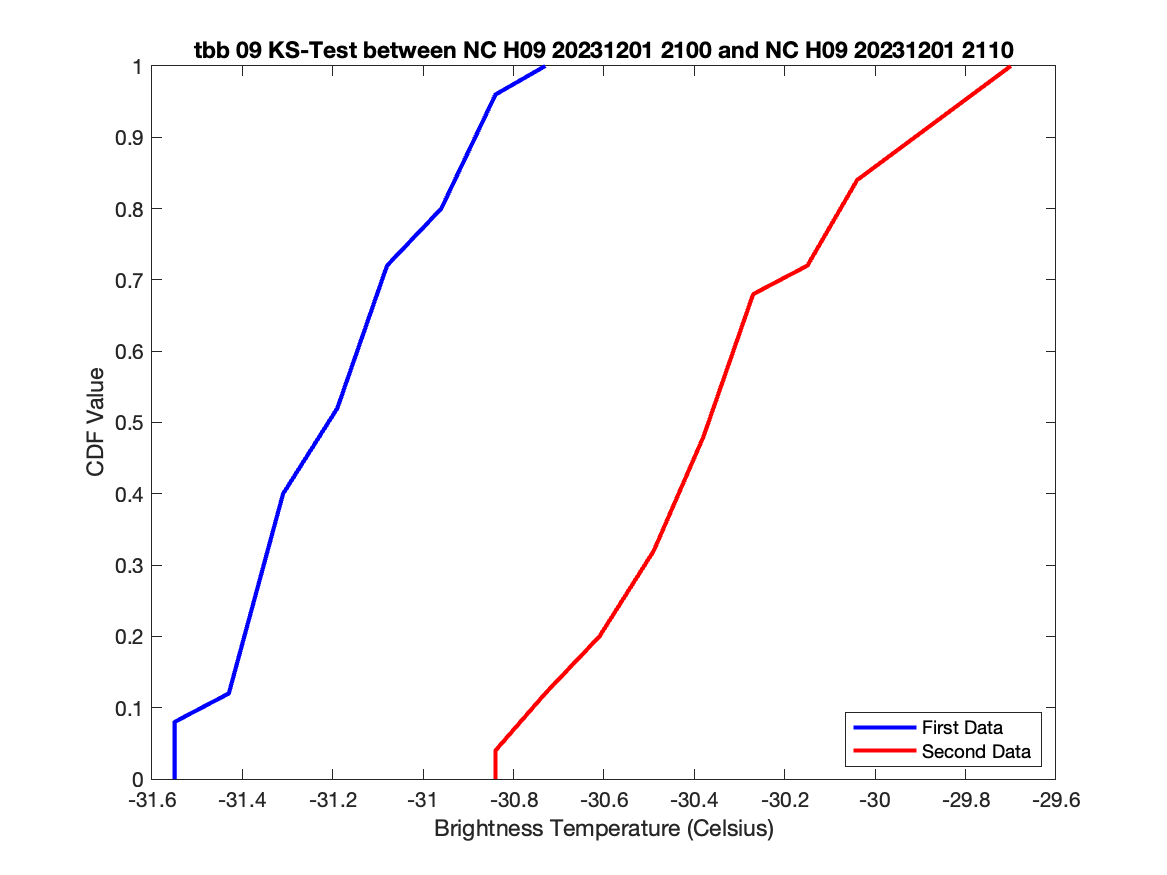 tbb 09 KS-Test between NC H09 20231201 2100 and NC H09 20231201 2110
1
0.9
0.8
0.7
0.6
0.5
0.4
0.3
0.2
0.1
0
CDF Value
First Data
Second Data
-31.6 -31.4 -31.2 -31 -30.8 -30.6 -30.4 -30.2 -30 -29.8 -29.6
Brightness Temperature (Celsius)